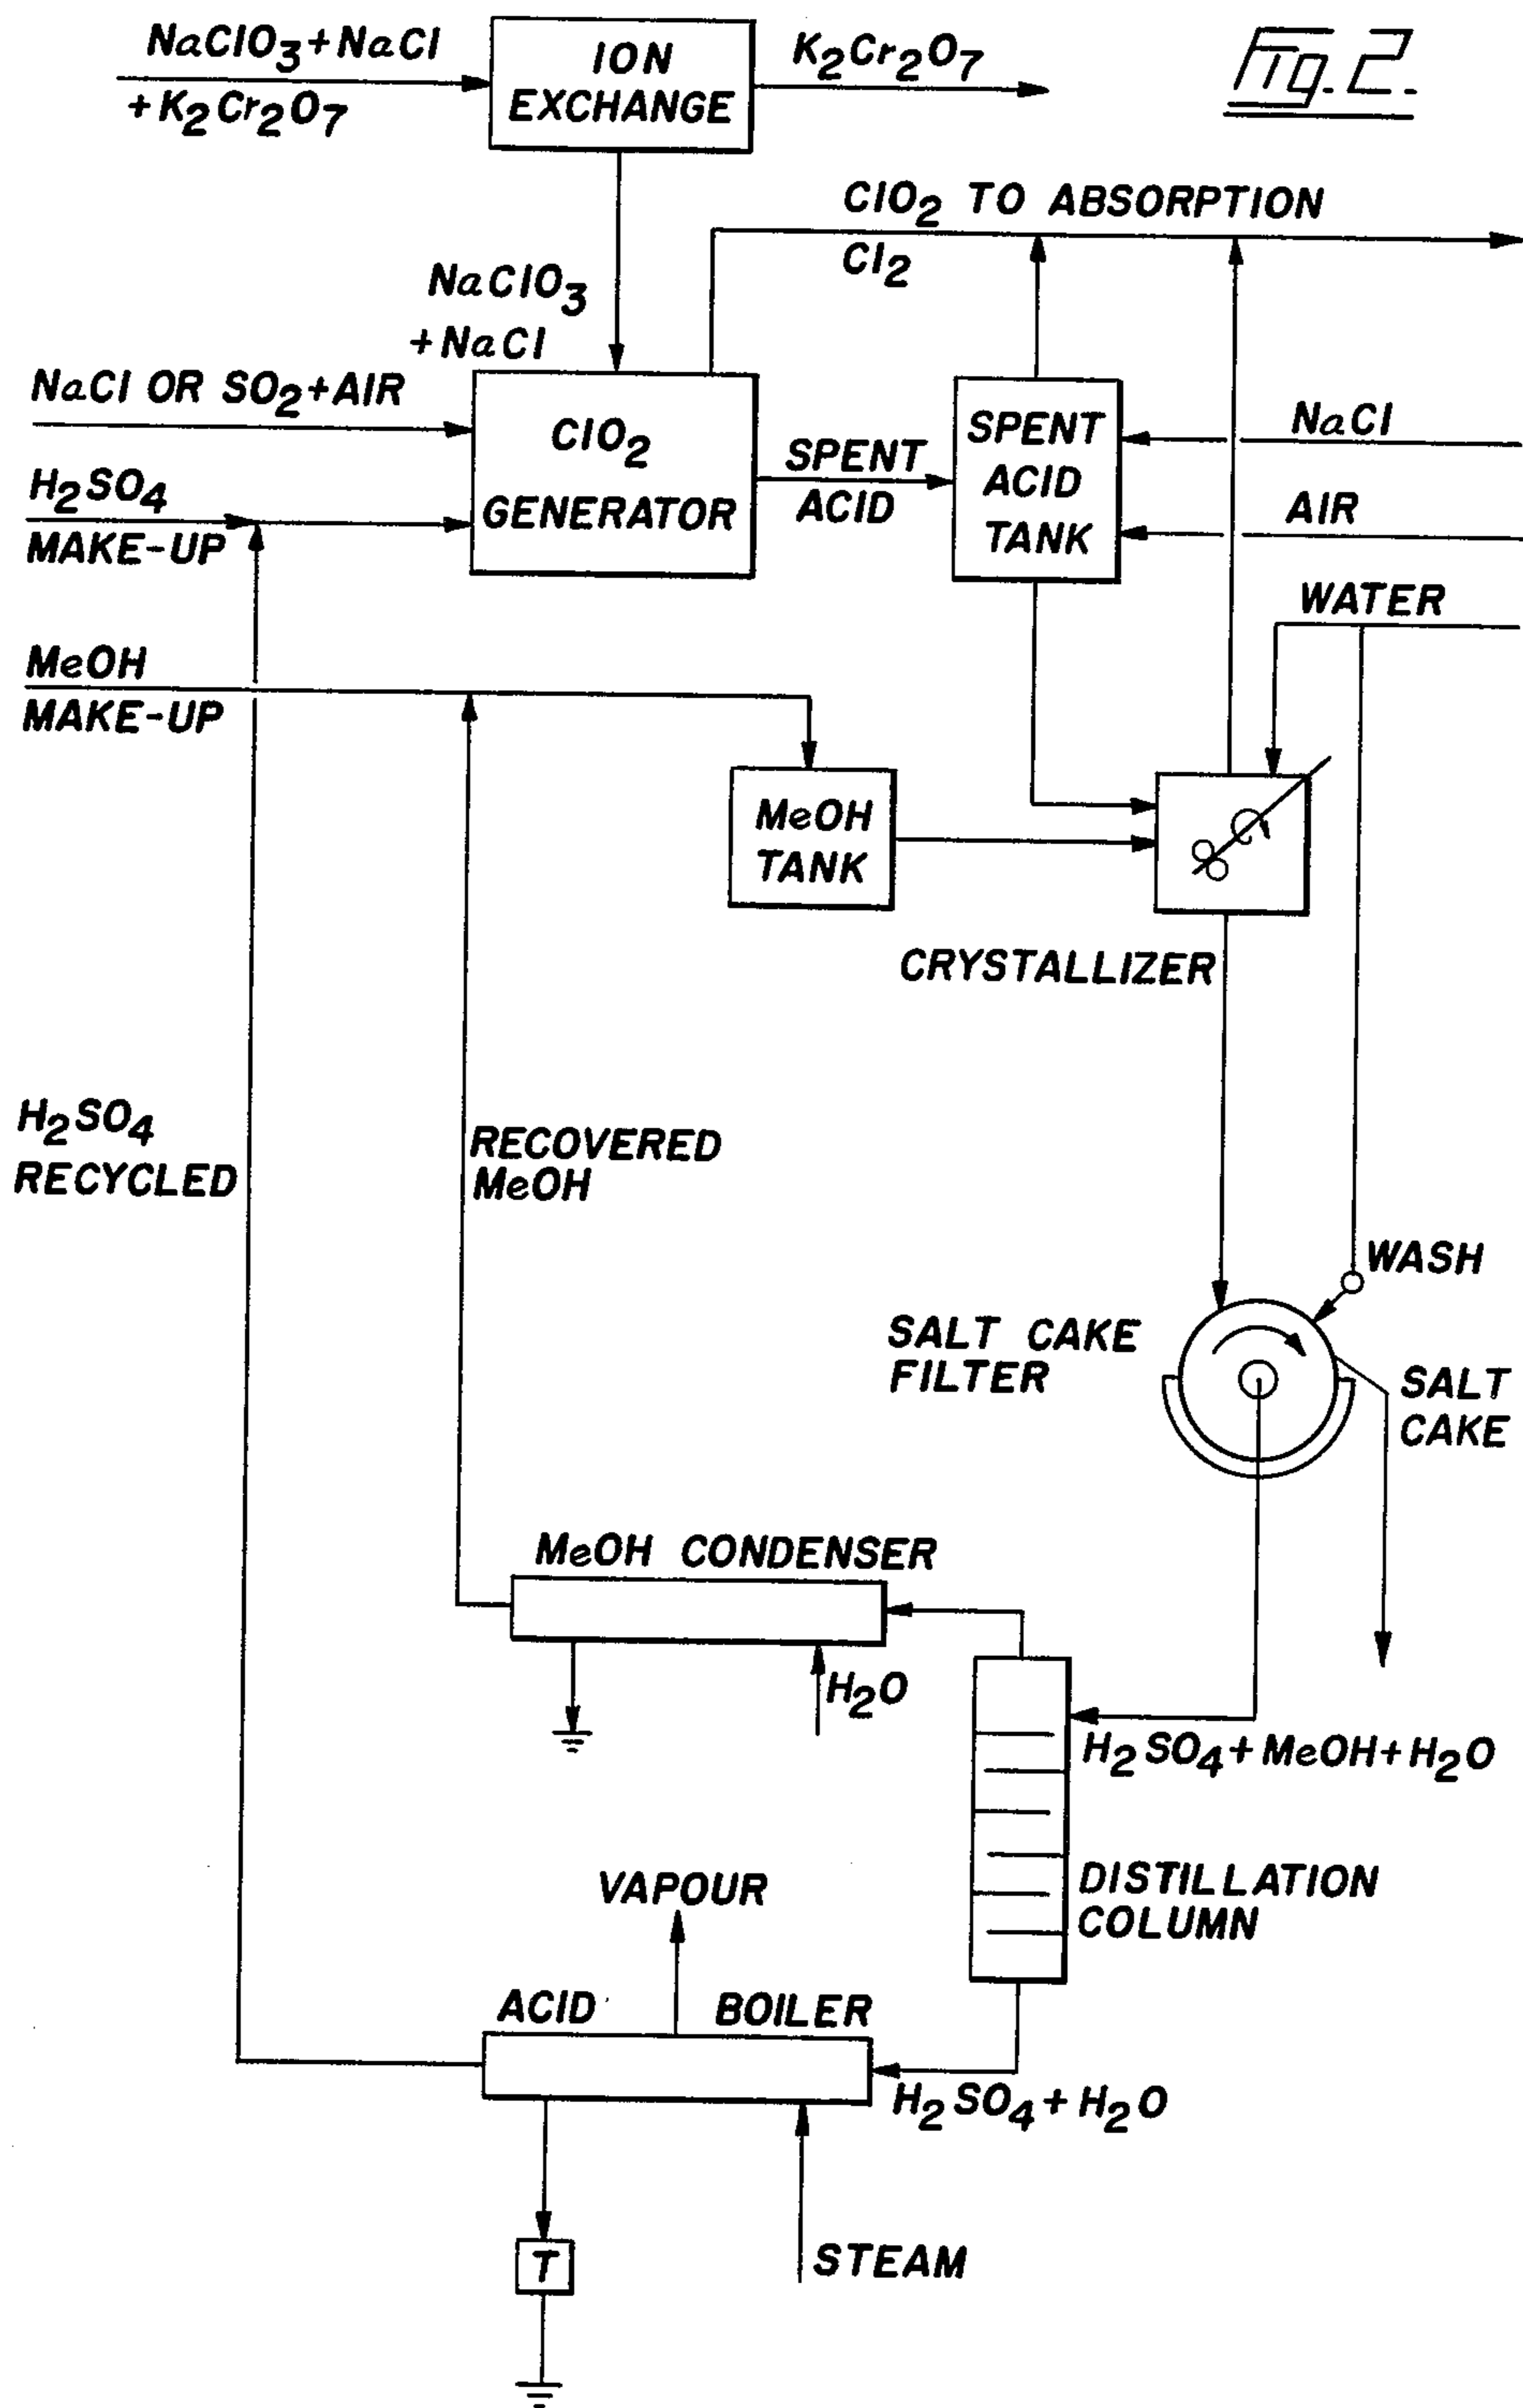 Fig. 2.
NaClO3+NaCl
+K2Cr2O7
ION
EXCHANGE
K2Cr2O7
ClO2 TO ABSORPTION
Cl2
NaClO3
+NaCl
NaCl OR SO2+AIR
H2SO4
MAKE-UP
ClO2
GENERATOR
SPENT
ACID
SPENT
ACID
TANK
NaCl
AIR
WATER
MeOH
MAKE-UP
MeOH
TANK
CRYSTALLIZER
H2SO4
RECYCLED
RECOVERED
MeOH
WASH
SALT CAKE
FILTER
SALT
CAKE
MeOH CONDENSER
H2O
H2SO4+MeOH+H2O
DISTILLATION
COLUMN
VAPOUR
ACID BOILER
H2SO4+H2O
T
STEAM